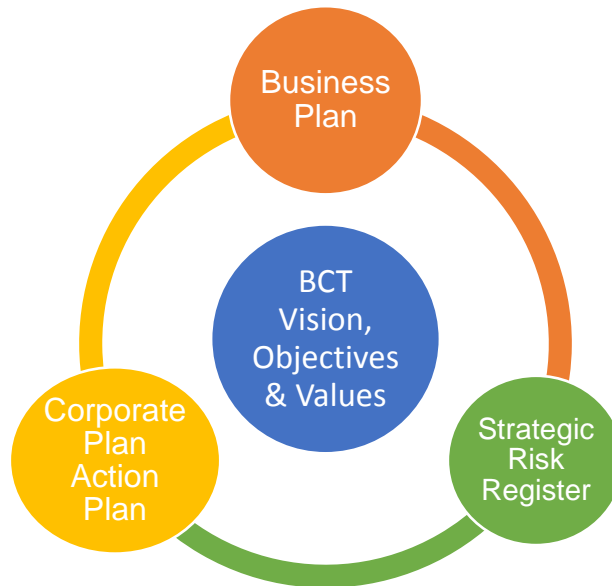 Business
Plan
BCT
Vision,
Objectives
& Values
Corporate
Plan
Action
Plan
Strategic
Risk
Register